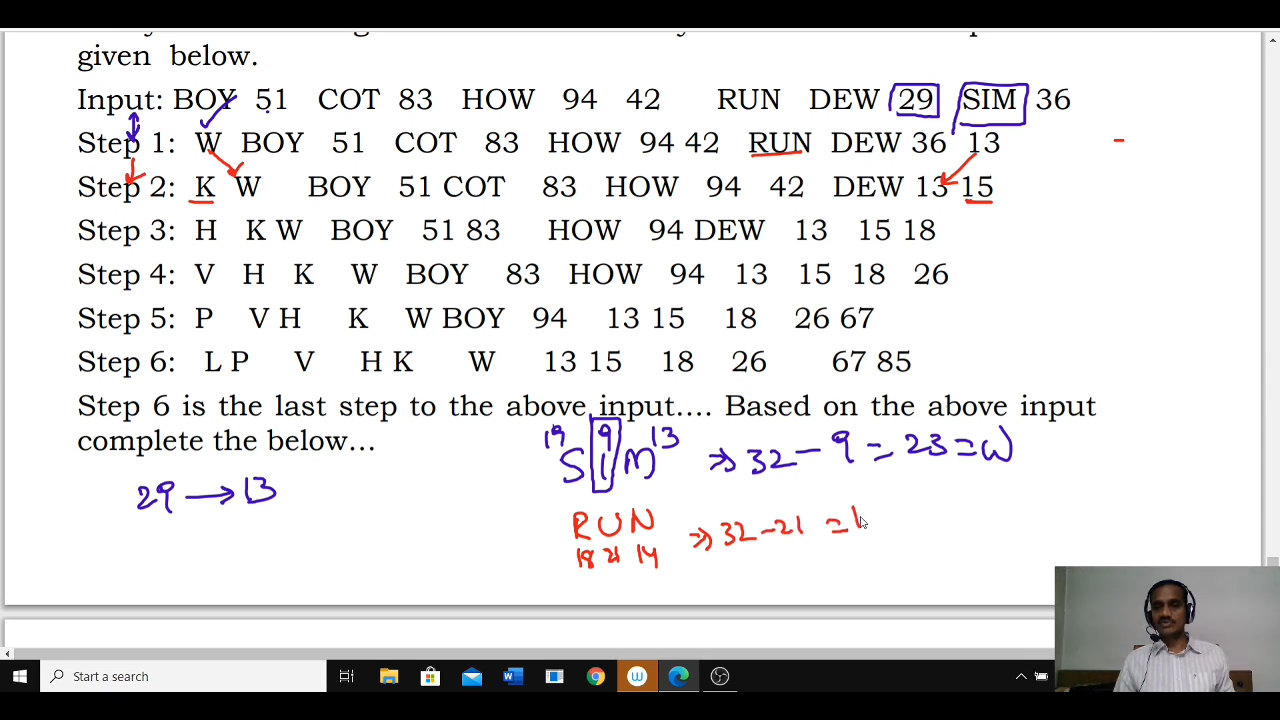 given below.
Input: BOY 51 COT 83 HOW 94 42 RUN DEW 29 SIM 36
Step 1: W BOY 51 COT 83 HOW 94 42 RUN DEW 36 13
Step 2: K W BOY 51 COT 83 HOW 94 42 DEW 13 15
Step 3: H K W BOY 51 83 HOW 94 DEW 13 15 18
Step 4: V H K W BOY 83 HOW 94 13 15 18 26
Step 5: P V H K W BOY 94 13 15 18 26 67
Step 6: L P V H K W 13 15 18 26 67 85
Step 6 is the last step to the above input.... Based on the above input
complete the below...
19 9 13
S I M ⇒ 32 - 9 = 23 = W
29 → 13
R U N ⇒ 32 - 21 = 1
18 21 14
Start a search